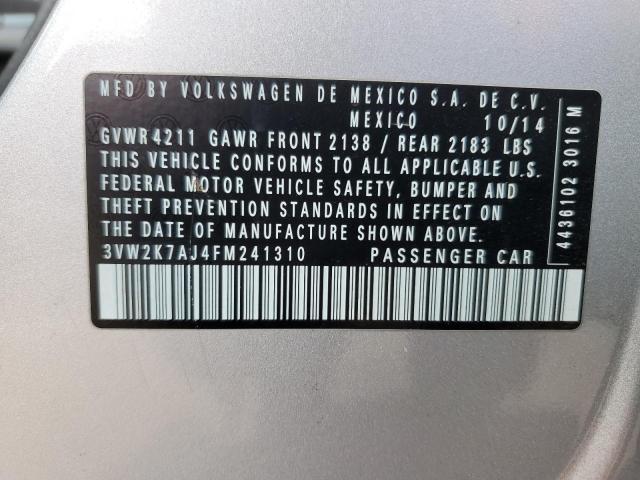 MFD BY VOLKSWAGEN DE MEXICO S.A. DE C.V.
MEXICO 10/14
GVWR 4211 GAWR FRONT 2138 / REAR 2183 LBS
THIS VEHICLE CONFORMS TO ALL APPLICABLE U.S.
FEDERAL MOTOR VEHICLE SAFETY, BUMPER AND
THEFT PREVENTION STANDARDS IN EFFECT ON
THE DATE OF MANUFACTURE SHOWN ABOVE.
3VW2K7AJ4FM241310 PASSENGER CAR
4436102 3016 M